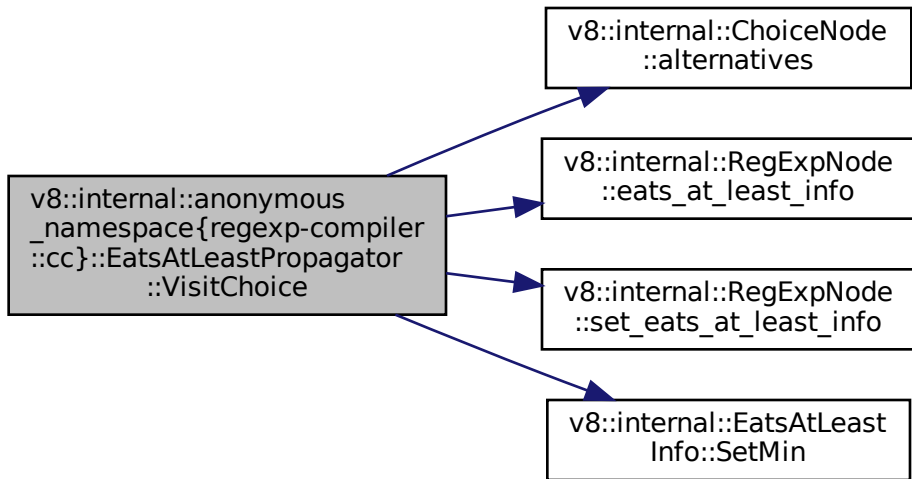 v8::internal::ChoiceNode
::alternatives
v8::internal::RegExpNode
::eats_at_least_info
v8::internal::anonymous
_namespace{regexp-compiler
::cc}::EatsAtLeastPropagator
::VisitChoice
v8::internal::RegExpNode
::set_eats_at_least_info
v8::internal::EatsAtLeast
Info::SetMin